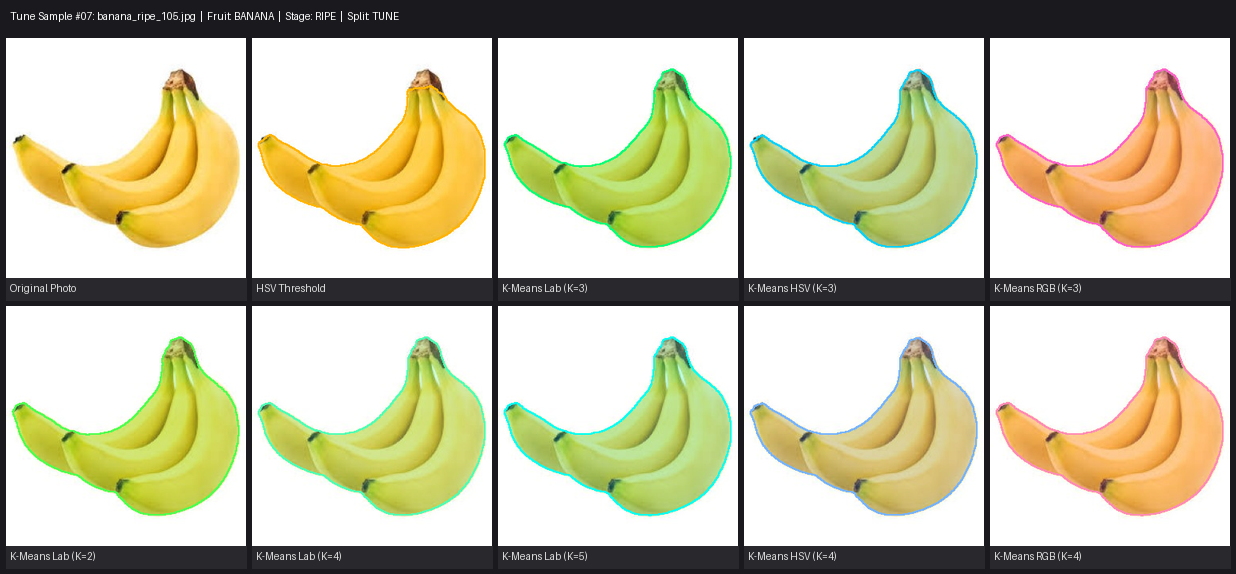 Tune Sample #07: banana_ripe_105.jpg | Fruit: BANANA | Stage: RIPE | Split: TUNE
Original Photo
HSV Threshold
K-Means Lab (K=3)
K-Means HSV (K=3)
K-Means RGB (K=3)
K-Means Lab (K=2)
K-Means Lab (K=4)
K-Means Lab (K=5)
K-Means HSV (K=4)
K-Means RGB (K=4)